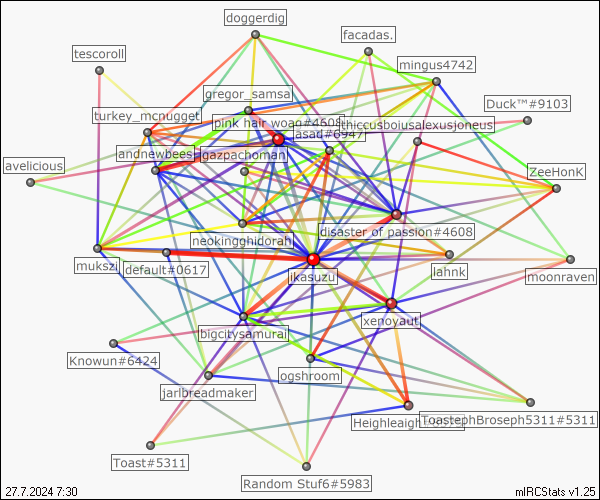 doggerdig
facadas.
tescoroll
mingus4742
gregor_samsa
Duck™#9103
turkey_mcnugget
pink hair woao#4608
thiccusboiusalexusjoneus
asad#6947
andnewbees
gazpachoman
avelicious
ZeeHonK
disaster of passion#4608
neokingghidorah
mukszi
default#0617
ikasuzu
lahnk
moonraven
bigcitysamurai
xenoyaut
Knowun#6424
ogshroom
jarlbreadmaker
ToastephBroseph5311#5311
Toast#5311
Random Stuf6#5983
27.7.2024 7:30
mIRCStats v1.25